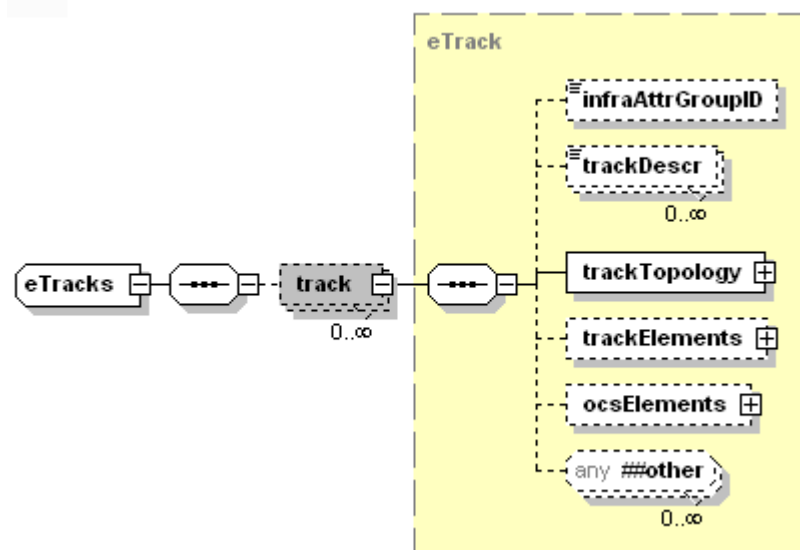 eTrack
infraAttrGroupID
trackDescr
0..∞
eTracks
track
0..∞
trackTopology
trackElements
ocsElements
any ##other
0..∞